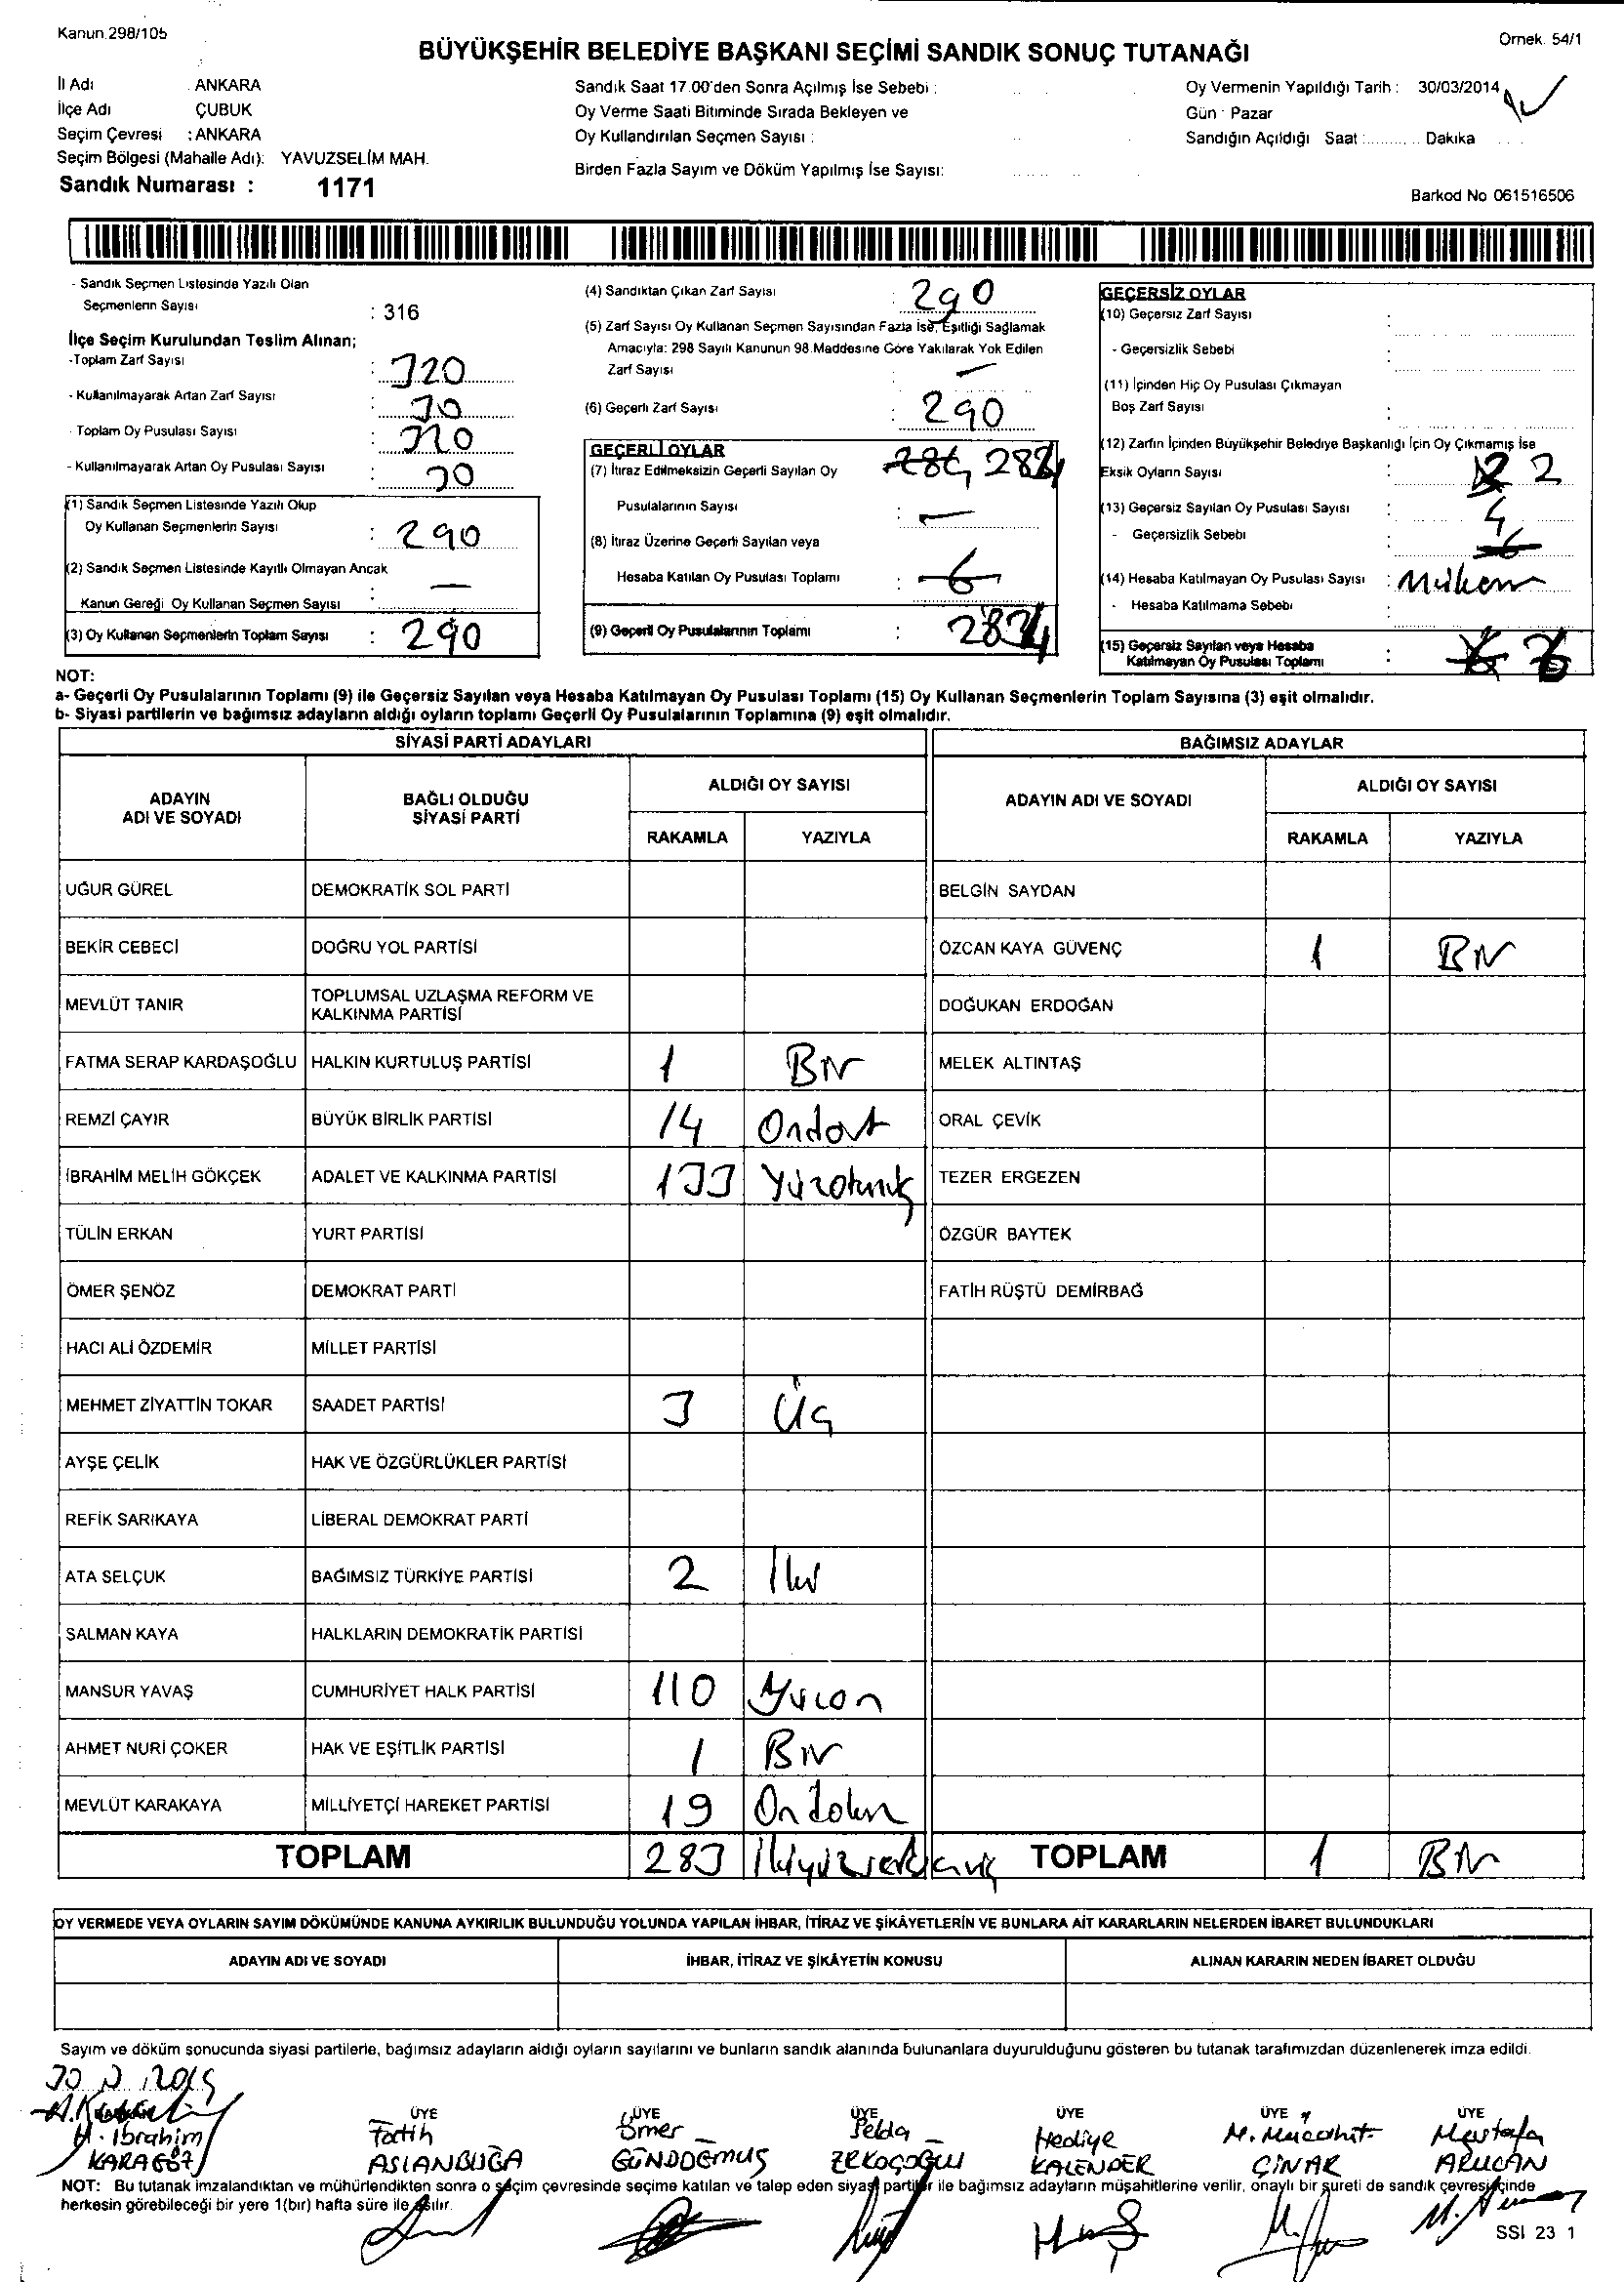 Kanun 298/105
Örnek. 54/1
BÜYÜKŞEHİR BELEDİYE BAŞKANI SEÇİMİ SANDIK SONUÇ TUTANAĞI
İl Adı : ANKARA
İlçe Adı ÇUBUK
Seçim Çevresi : ANKARA
Seçim Bölgesi (Mahalle Adı): YAVUZSELİM MAH.
Sandık Numarası : 1171
Sandık Saat 17.00'den Sonra Açılmış İse Sebebi :
Oy Verme Saati Bitiminde Sırada Bekleyen ve
Oy Kullandırılan Seçmen Sayısı :
Birden Fazla Sayım ve Döküm Yapılmış İse Sayısı:
Oy Vermenin Yapıldığı Tarih : 30/03/2014
Gün : Pazar
Sandığın Açıldığı Saat :.......... Dakika
Barkod No 061516506
- Sandık Seçmen Listesinde Yazılı Olan
Seçmenlerin Sayısı : 316
İlçe Seçim Kurulundan Teslim Alınan;
-Toplam Zarf Sayısı : 320
- Kullanılmayarak Artan Zarf Sayısı : 30
- Toplam Oy Pusulası Sayısı : 320
- Kullanılmayarak Artan Oy Pusulası Sayısı : 30
(1) Sandık Seçmen Listesinde Yazılı Olup
Oy Kullanan Seçmenlerin Sayısı : 290
(2) Sandık Seçmen Listesinde Kayıtlı Olmayan Ancak
Kanun Gereği Oy Kullanan Seçmen Sayısı : —
(3) Oy Kullanan Seçmenlerin Toplam Sayısı : 290
(4) Sandıktan Çıkan Zarf Sayısı : 290
(5) Zarf Sayısı Oy Kullanan Seçmen Sayısından Fazla İse, Eşitliği Sağlamak
Amacıyla: 298 Sayılı Kanunun 98.Maddesine Göre Yakılarak Yok Edilen
Zarf Sayısı —
(6) Geçerli Zarf Sayısı : 290
GEÇERLİ OYLAR
(7) İtiraz Edilmeksizin Geçerli Sayılan Oy
Pusulalarının Sayısı : —
(8) İtiraz Üzerine Geçerli Sayılan veya
Hesaba Katılan Oy Pusulası Toplamı : 6
(9) Geçerli Oy Pusulalarının Toplamı :
GEÇERSİZ OYLAR
(10) Geçersiz Zarf Sayısı :
- Geçersizlik Sebebi :
(11) İçinden Hiç Oy Pusulası Çıkmayan
Boş Zarf Sayısı :
(12) Zarfın İçinden Büyükşehir Belediye Başkanlığı İçin Oy Çıkmamış İse
Eksik Oyların Sayısı : 2
(13) Geçersiz Sayılan Oy Pusulası Sayısı : 4
- Geçersizlik Sebebi :
(14) Hesaba Katılmayan Oy Pusulası Sayısı :
- Hesaba Katılmama Sebebi :
(15) Geçersiz Sayılan veya Hesaba
Katılmayan Oy Pusulası Toplamı : 6
NOT:
a- Geçerli Oy Pusulalarının Toplamı (9) ile Geçersiz Sayılan veya Hesaba Katılmayan Oy Pusulası Toplamı (15) Oy Kullanan Seçmenlerin Toplam Sayısına (3) eşit olmalıdır.
b- Siyasi partilerin ve bağımsız adayların aldığı oyların toplamı Geçerli Oy Pusulalarının Toplamına (9) eşit olmalıdır.
SİYASİ PARTİ ADAYLARI
BAĞIMSIZ ADAYLAR
ADAYIN ADI VE SOYADI
BAĞLI OLDUĞU SİYASİ PARTİ
ALDIĞI OY SAYISI
RAKAMLA YAZIYLA
ADAYIN ADI VE SOYADI
ALDIĞI OY SAYISI
RAKAMLA YAZIYLA
UĞUR GÜREL DEMOKRATİK SOL PARTİ BELGİN SAYDAN
BEKİR CEBECİ DOĞRU YOL PARTİSİ ÖZCAN KAYA GÜVENÇ 1 Bir
MEVLÜT TANIR TOPLUMSAL UZLAŞMA REFORM VE KALKINMA PARTİSİ DOĞUKAN ERDOĞAN
FATMA SERAP KARDAŞOĞLU HALKIN KURTULUŞ PARTİSİ 1 Bir MELEK ALTINTAŞ
REMZİ ÇAYIR BÜYÜK BİRLİK PARTİSİ 14 Ondört ORAL ÇEVİK
İBRAHİM MELİH GÖKÇEK ADALET VE KALKINMA PARTİSİ 133 Yüzotuzüç TEZER ERGEZEN
TÜLİN ERKAN YURT PARTİSİ ÖZGÜR BAYTEK
ÖMER ŞENÖZ DEMOKRAT PARTİ FATİH RÜŞTÜ DEMİRBAĞ
HACI ALİ ÖZDEMİR MİLLET PARTİSİ
MEHMET ZİYATTİN TOKAR SAADET PARTİSİ 3 Üç
AYŞE ÇELİK HAK VE ÖZGÜRLÜKLER PARTİSİ
REFİK SARIKAYA LİBERAL DEMOKRAT PARTİ
ATA SELÇUK BAĞIMSIZ TÜRKİYE PARTİSİ 2 İki
SALMAN KAYA HALKLARIN DEMOKRATİK PARTİSİ
MANSUR YAVAŞ CUMHURİYET HALK PARTİSİ 110 Yüzon
AHMET NURİ ÇOKER HAK VE EŞİTLİK PARTİSİ 1 Bir
MEVLÜT KARAKAYA MİLLİYETÇİ HAREKET PARTİSİ 19 Ondokuz
TOPLAM 283 İkiyüzseksenüç TOPLAM 1 Bir
OY VERMEDE VEYA OYLARIN SAYIM DÖKÜMÜNDE KANUNA AYKIRILIK BULUNDUĞU YOLUNDA YAPILAN İHBAR, İTİRAZ VE ŞİKÂYETLERİN VE BUNLARA AİT KARARLARIN NELERDEN İBARET BULUNDUKLARI
ADAYIN ADI VE SOYADI İHBAR, İTİRAZ VE ŞİKÂYETİN KONUSU ALINAN KARARIN NEDEN İBARET OLDUĞU
Sayım ve döküm sonucunda siyasi partilerle, bağımsız adayların aldığı oyların sayılarını ve bunların sandık alanında bulunanlara duyurulduğunu gösteren bu tutanak tarafımızdan düzenlenerek imza edildi.
BAŞKAN ÜYE ÜYE ÜYE ÜYE ÜYE ÜYE
H. İbrahim Fatih Ömer Selda Hediye M. Mücahit Mustafa
KARAGÖZ ASLANBUĞA GÜNDOĞMUŞ KALENDER ÇINAR ARUCAN
NOT: Bu tutanak imzalandıktan ve mühürlendikten sonra o seçim çevresinde seçime katılan ve talep eden siyasi partiler ile bağımsız adayların müşahitlerine verilir, onaylı bir sureti de sandık çevresi içinde
herkesin görebileceği bir yere 1(bir) hafta süre ile asılır.
SSİ 23 1